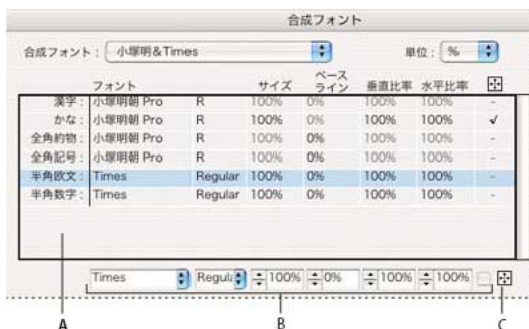 合成フォント
合成フォント： 小塚明&Times 単位： %
フォント サイズ ベースライン 垂直比率 水平比率
漢字： 小塚明朝 Pro R 100% 0% 100% 100% -
かな： 小塚明朝 Pro R 100% 0% 100% 100% √
全角約物： 小塚明朝 Pro R 100% 0% 100% 100% -
全角記号： 小塚明朝 Pro R 100% 0% 100% 100% -
半角欧文： Times Regular 100% 0% 100% 100% -
半角数字： Times Regular 100% 0% 100% 100% -
Times Regula 100% 0% 100% 100%
A B C